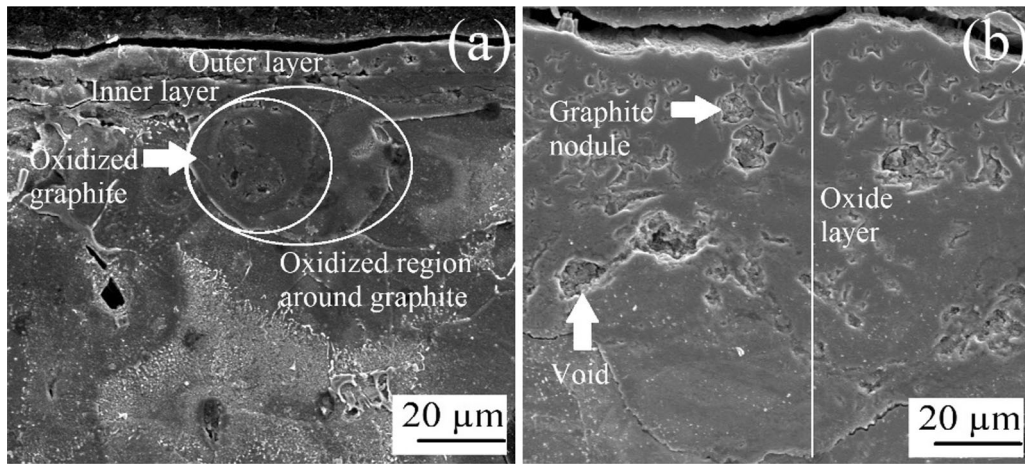 (a)
Outer layer
Inner layer
Oxidized
graphite
Oxidized region
around graphite
20 µm
(b)
Graphite
nodule
Oxide
layer
Void
20 µm